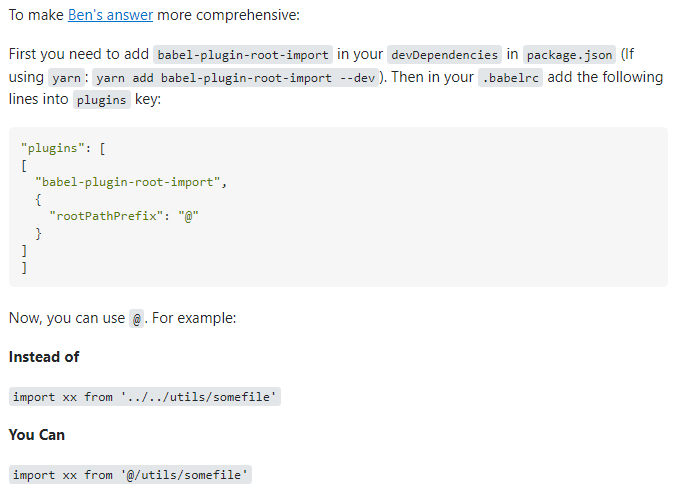 To make Ben's answer more comprehensive:
First you need to add babel-plugin-root-import in your devDependencies in package.json (If
using yarn: yarn add babel-plugin-root-import --dev). Then in your .babelrc add the following
lines into plugins key:
"plugins": [
[
  "babel-plugin-root-import",
  {
    "rootPathPrefix": "@"
  }
]
]
Now, you can use @. For example:
Instead of
import xx from '../../utils/somefile'
You Can
import xx from '@/utils/somefile'